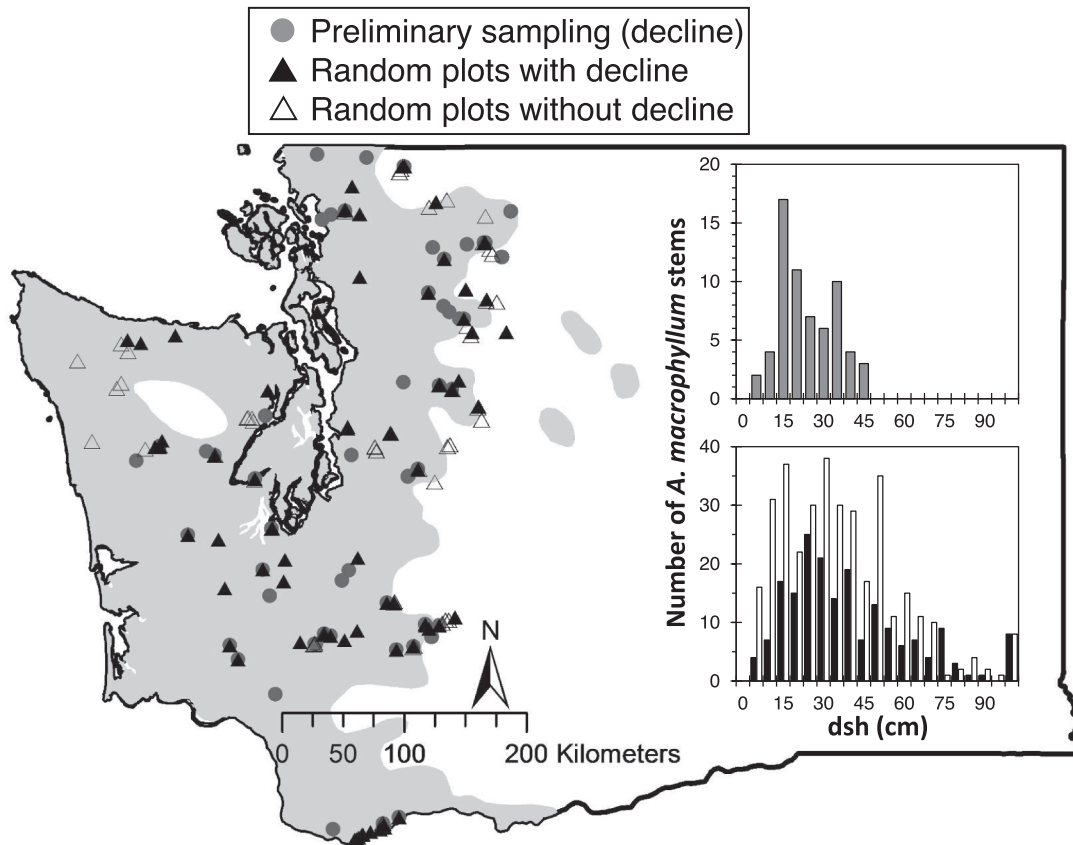 Preliminary sampling (decline)
Random plots with decline
Random plots without decline
20
15
10
5
0
0 15 30 45 60 75 90
40
30
20
10
0
0 15 30 45 60 75 90
Number of A. macrophyllum stems
dsh (cm)
N
0 50 100 200 Kilometers